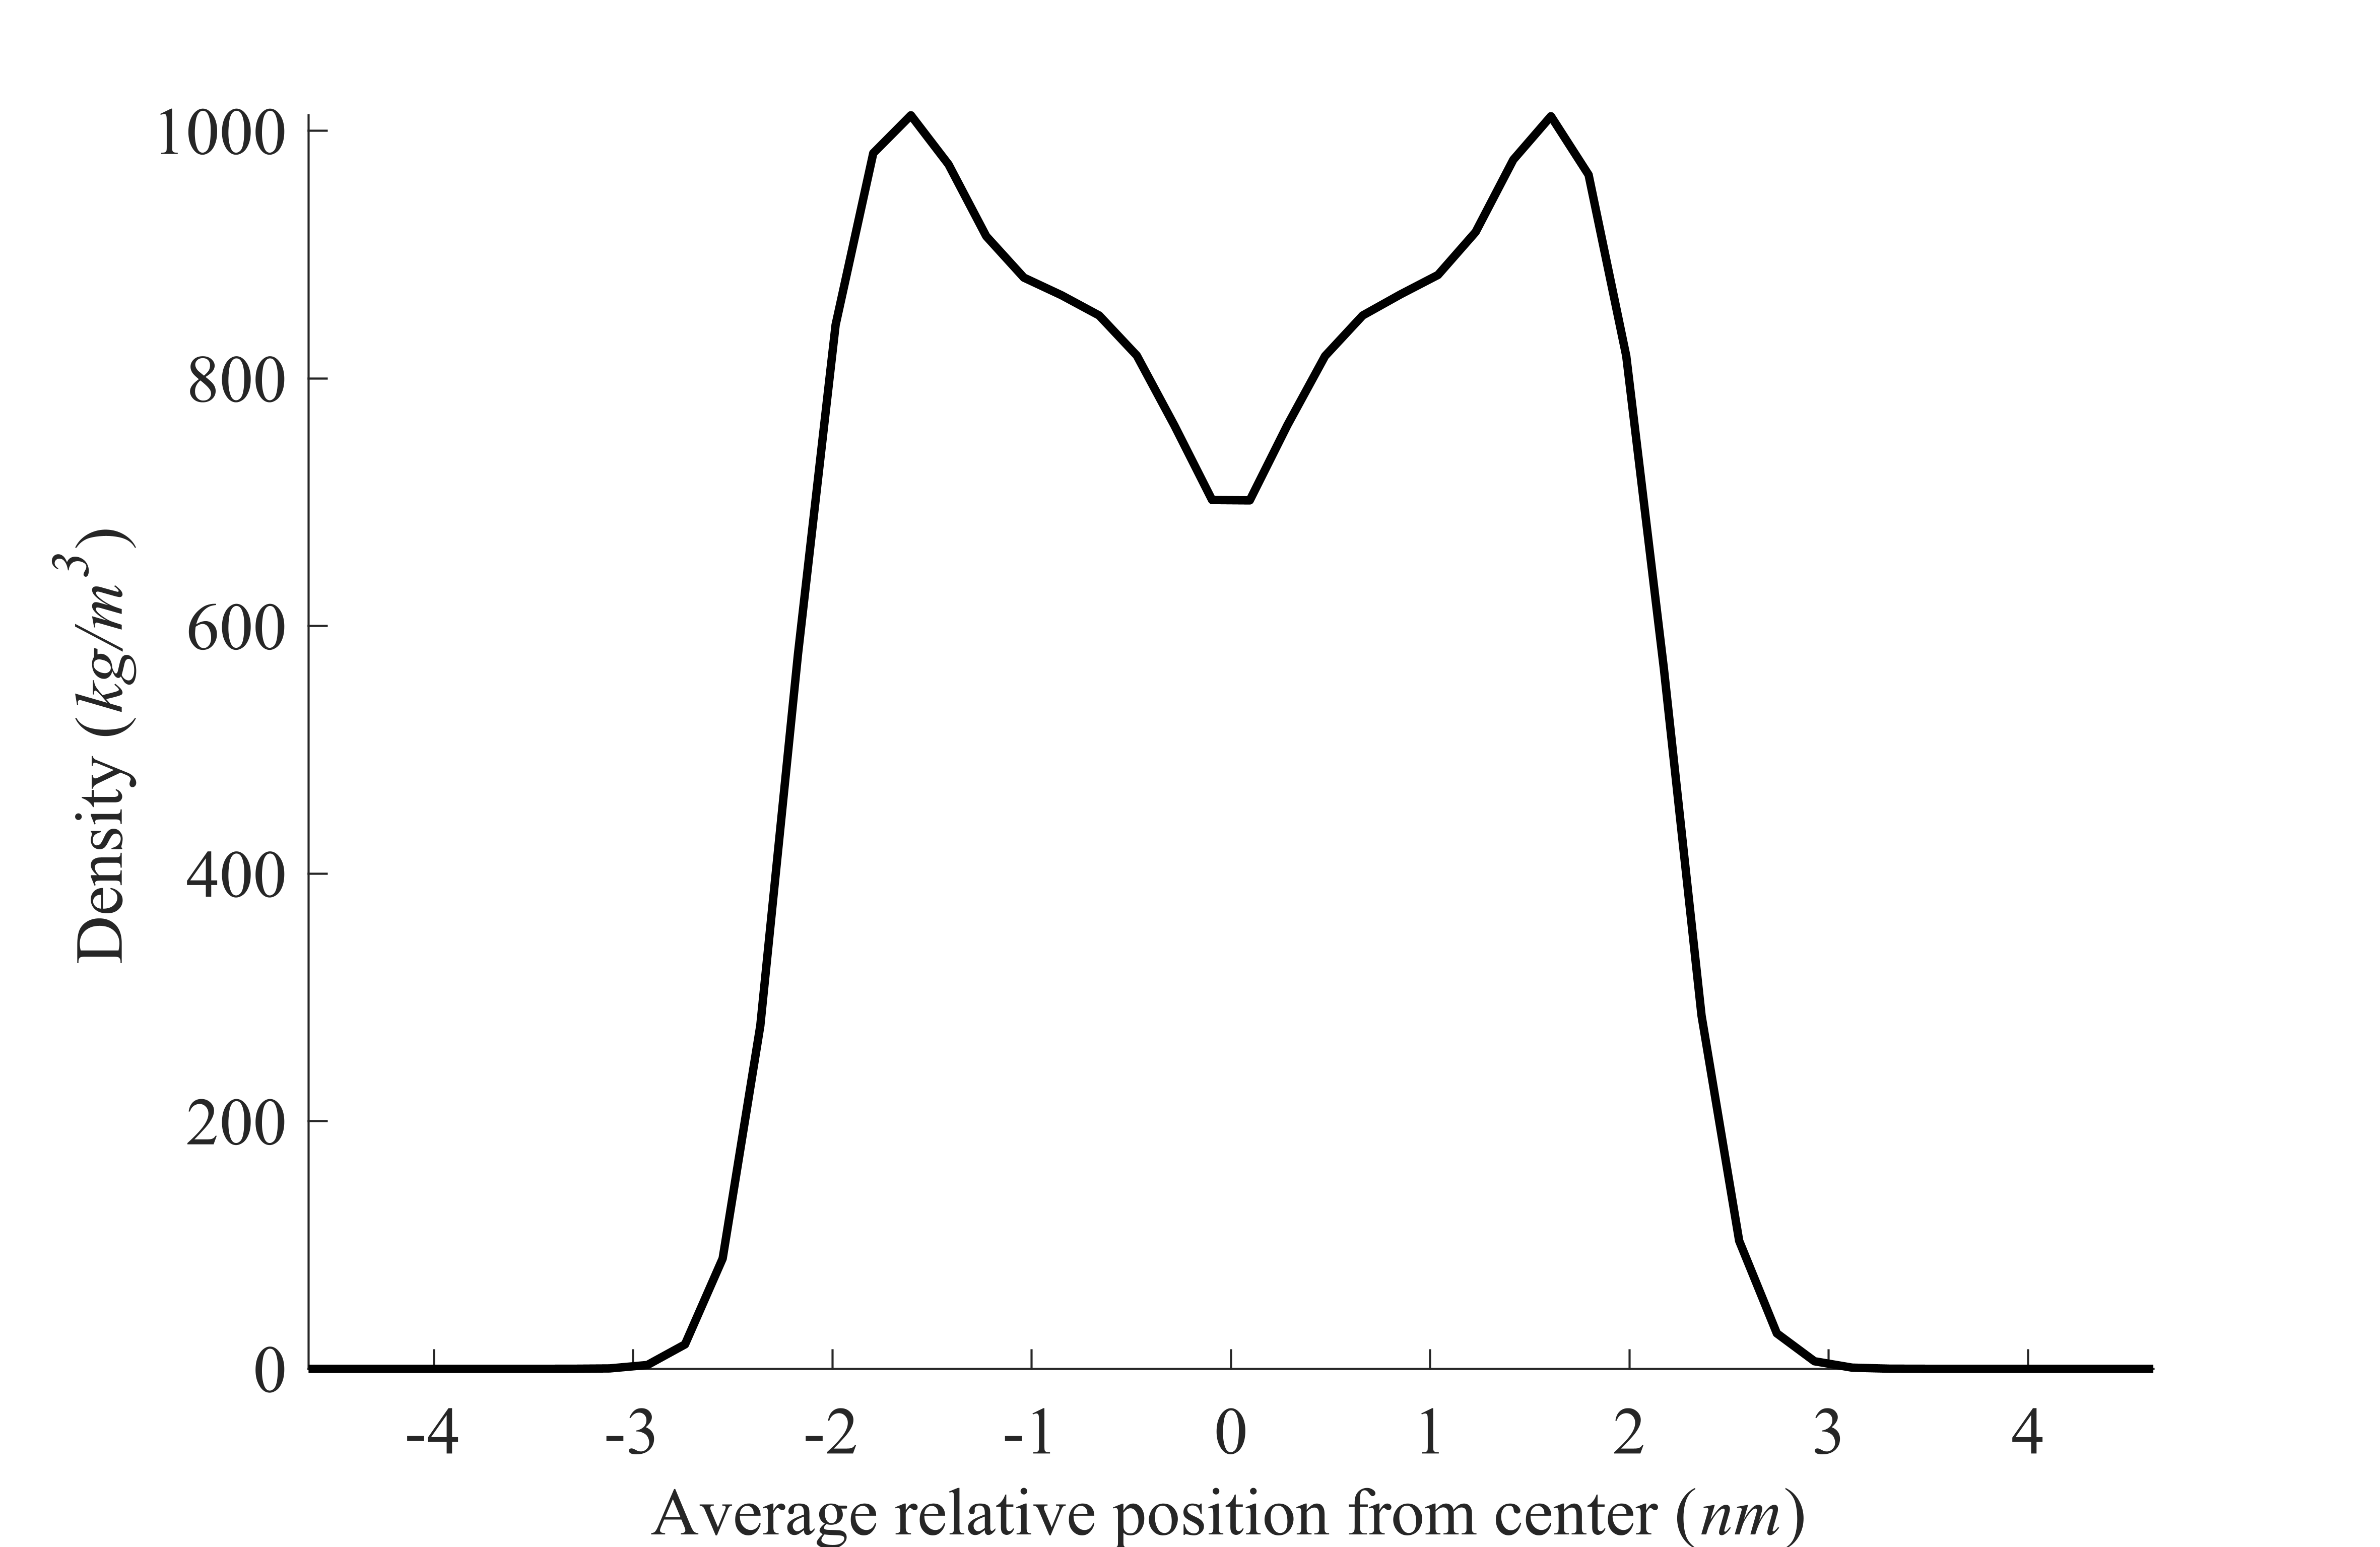 1000
800
600
400
200
0
Density (kg/m³)
-4 -3 -2 -1 0 1 2 3 4
Average relative position from center (nm)